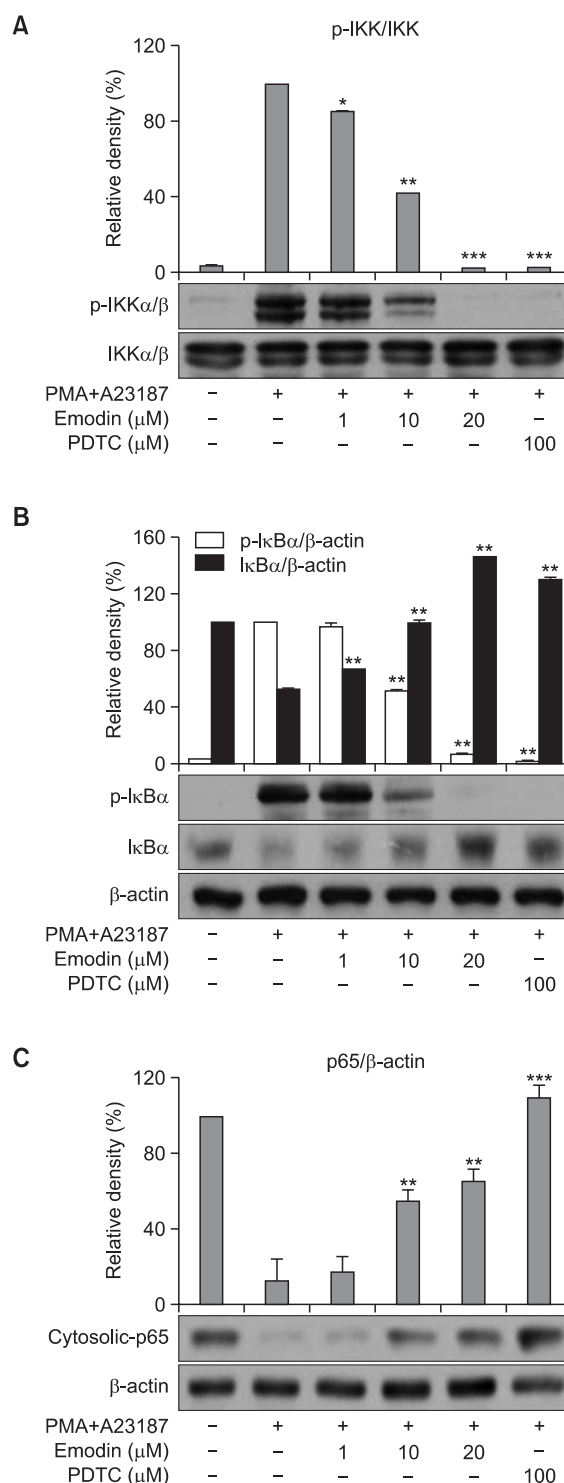 A
p-IKK/IKK
Relative density (%)
120
80
40
0
*
**
***
***
p-IKKα/β
IKKα/β
PMA+A23187 – + + + + +
Emodin (μM) – – 1 10 20 –
PDTC (μM) – – – – – 100
B
p-IκBα/β-actin
IκBα/β-actin
Relative density (%)
160
120
80
40
0
**
**
**
**
**
**
**
p-IκBα
IκBα
β-actin
PMA+A23187 – + + + + +
Emodin (μM) – – 1 10 20 –
PDTC (μM) – – – – – 100
C
p65/β-actin
Relative density (%)
120
80
40
0
**
**
***
Cytosolic-p65
β-actin
PMA+A23187 – + + + + +
Emodin (μM) – – 1 10 20 –
PDTC (μM) – – – – – 100